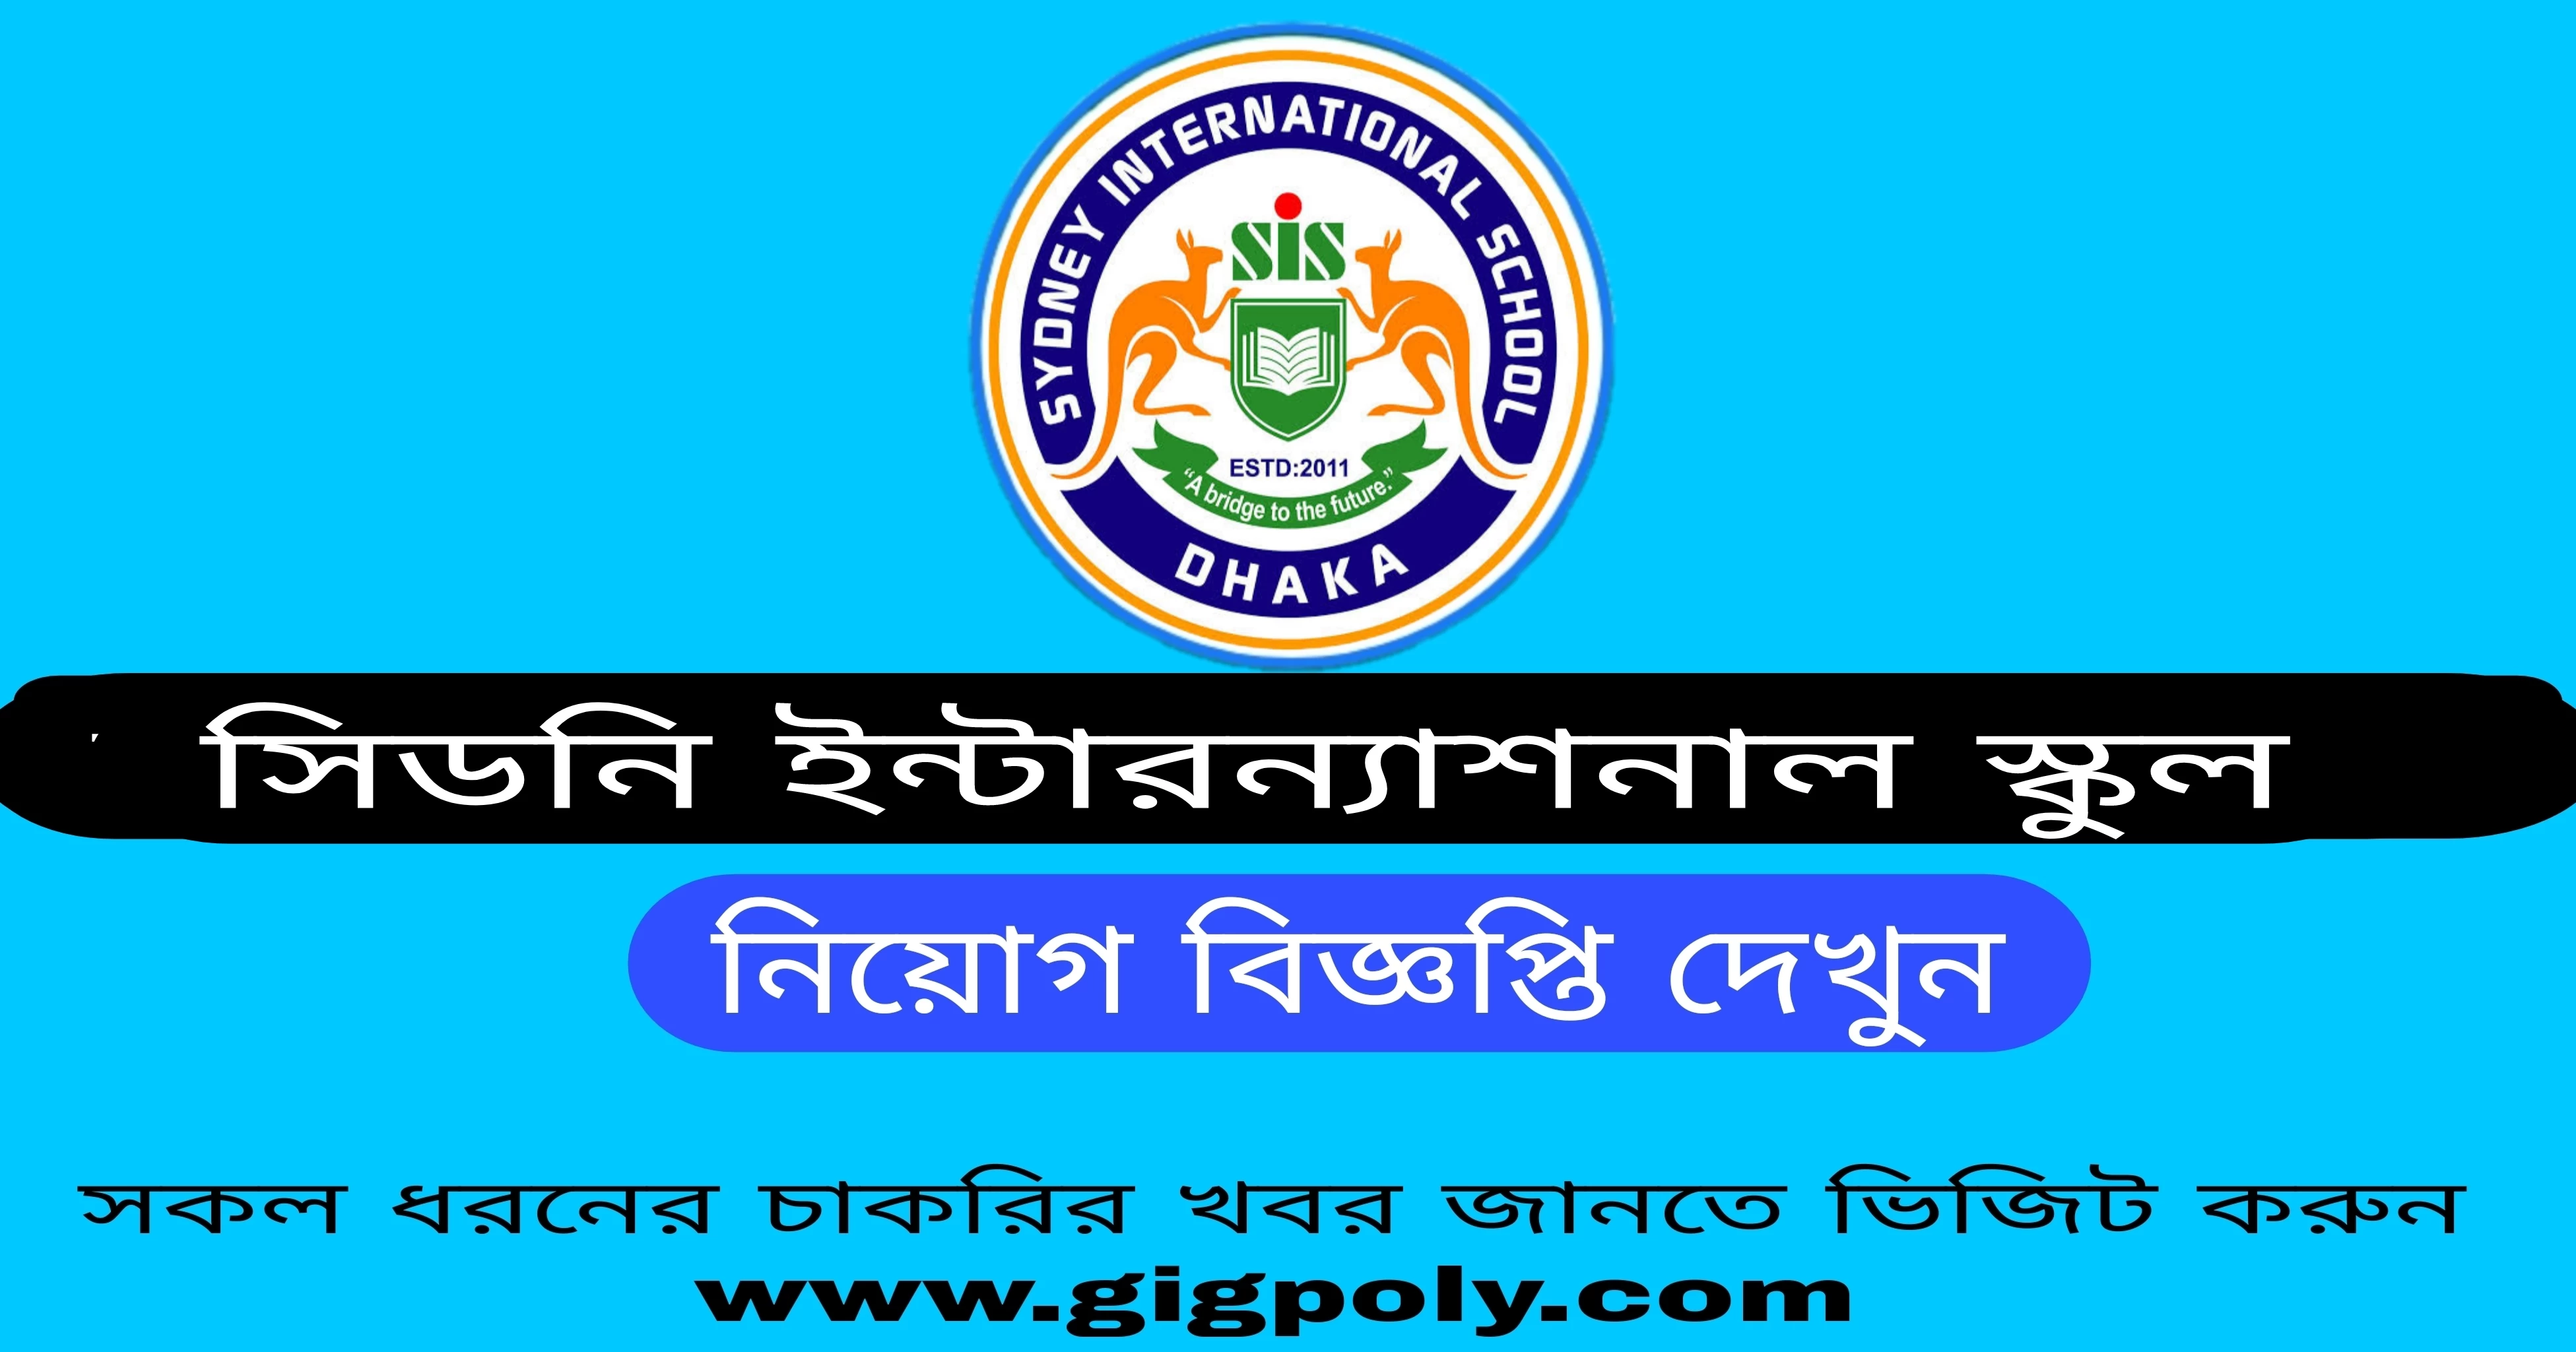 SYDNEY INTERNATIONAL SCHOOL
sis
ESTD:2011
“A bridge to the future.”
DHAKA
সিডনি ইন্টারন্যাশনাল স্কুল
নিয়োগ বিজ্ঞপ্তি দেখুন
সকল ধরনের চাকরির খবর জানতে ভিজিট করুন
www.gigpoly.com